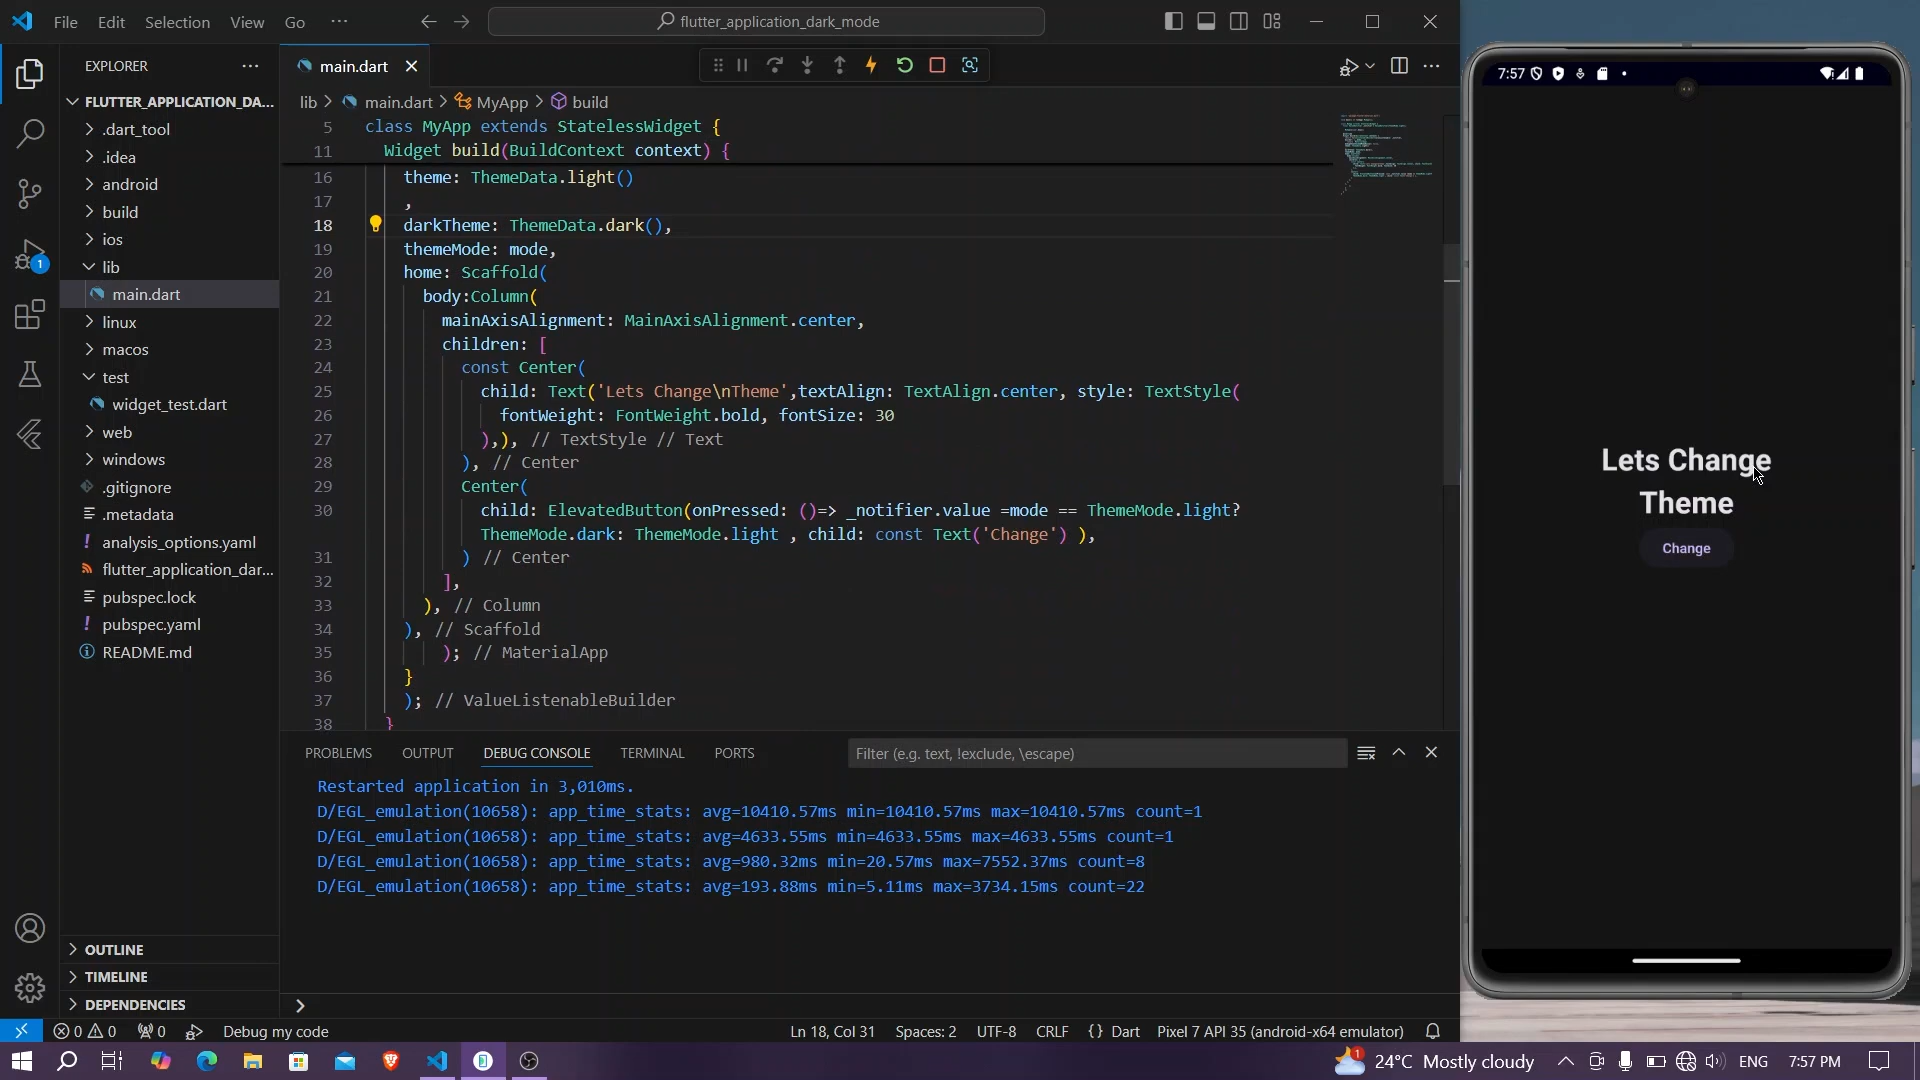 File Edit Selection View Go ···
flutter_application_dark_mode
EXPLORER
FLUTTER_APPLICATION_DA...
.dart_tool
.idea
android
build
ios
lib
main.dart
linux
macos
test
widget_test.dart
web
windows
.gitignore
.metadata
analysis_options.yaml
flutter_application_dar...
pubspec.lock
pubspec.yaml
README.md
OUTLINE
TIMELINE
DEPENDENCIES
1
main.dart
lib > main.dart > MyApp > build
5 class MyApp extends StatelessWidget {
11 Widget build(BuildContext context) {
16 theme: ThemeData.light()
17 ,
18 darkTheme: ThemeData.dark(),
19 themeMode: mode,
20 home: Scaffold(
21 body:Column(
22 mainAxisAlignment: MainAxisAlignment.center,
23 children: [
24 const Center(
25 child: Text('Lets Change\nTheme',textAlign: TextAlign.center, style: TextStyle(
26 fontWeight: FontWeight.bold, fontSize: 30
27 ),), // TextStyle // Text
28 ), // Center
29 Center(
30 child: ElevatedButton(onPressed: ()=> _notifier.value =mode == ThemeMode.light?
ThemeMode.dark: ThemeMode.light , child: const Text('Change') ),
31 ) // Center
32 ],
33 ), // Column
34 ), // Scaffold
35 ); // MaterialApp
36 }
37 ); // ValueListenableBuilder
38 }
PROBLEMS OUTPUT DEBUG CONSOLE TERMINAL PORTS
Filter (e.g. text, !exclude, \escape)
Restarted application in 3,010ms.
D/EGL_emulation(10658): app_time_stats: avg=10410.57ms min=10410.57ms max=10410.57ms count=1
D/EGL_emulation(10658): app_time_stats: avg=4633.55ms min=4633.55ms max=4633.55ms count=1
D/EGL_emulation(10658): app_time_stats: avg=980.32ms min=20.57ms max=7552.37ms count=8
D/EGL_emulation(10658): app_time_stats: avg=193.88ms min=5.11ms max=3734.15ms count=22
0 0 0 Debug my code Ln 18, Col 31 Spaces: 2 UTF-8 CRLF {} Dart Pixel 7 API 35 (android-x64 emulator)
7:57
Lets Change
Theme
Change
1 24°C Mostly cloudy ENG 7:57 PM